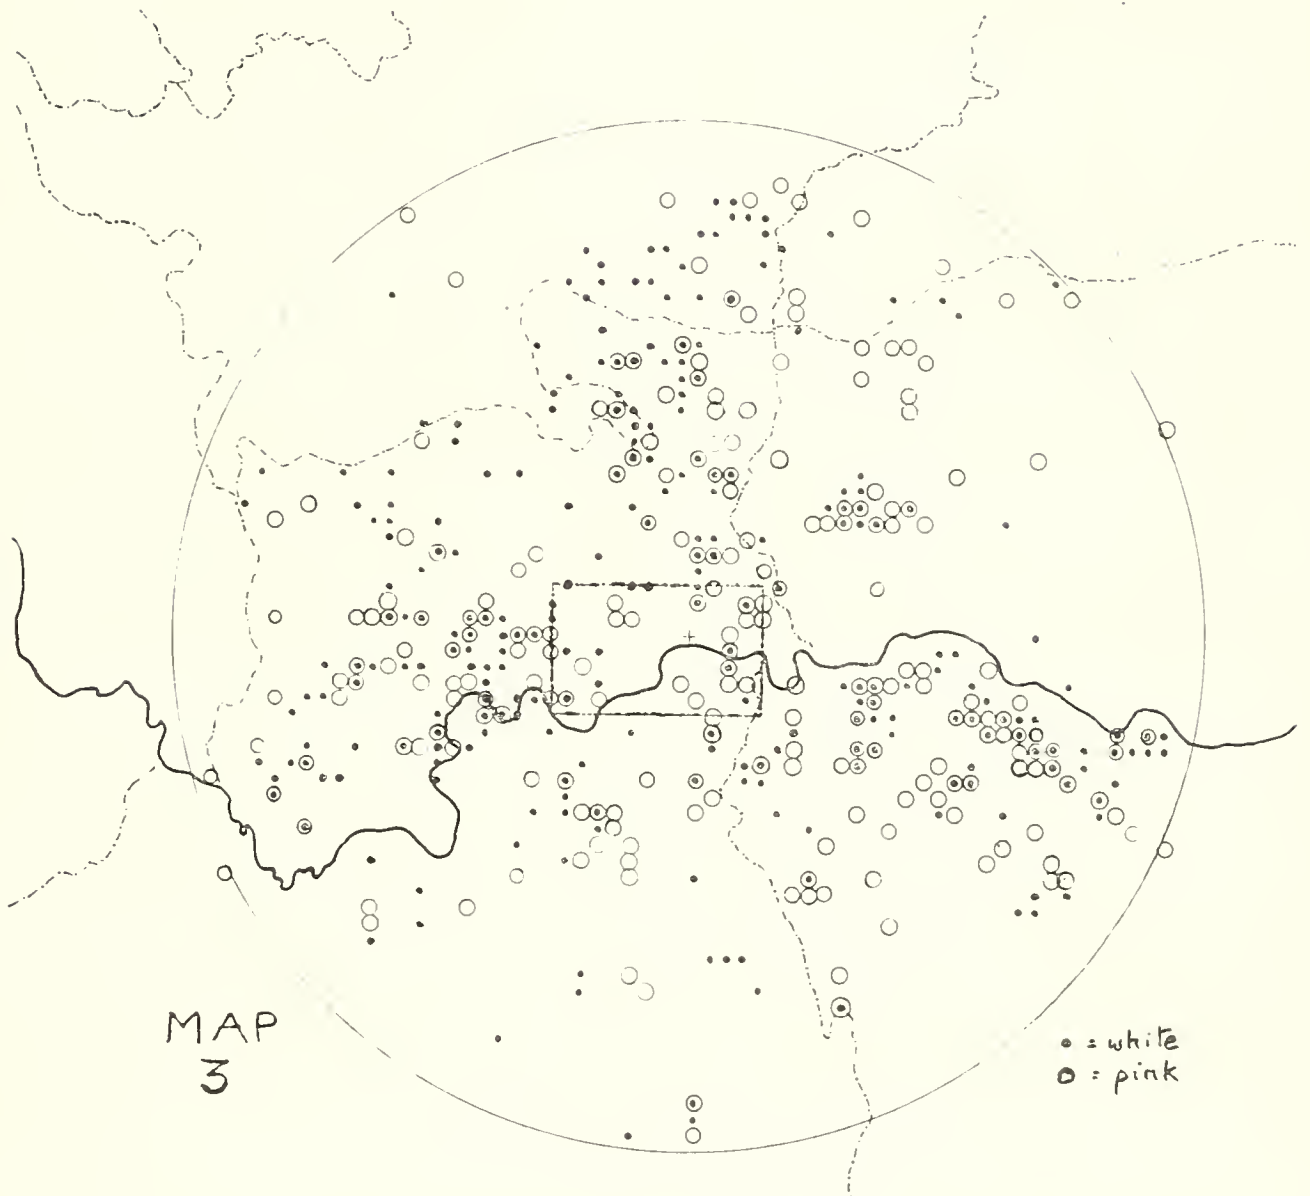 MAP
3
• = white
○ = pink